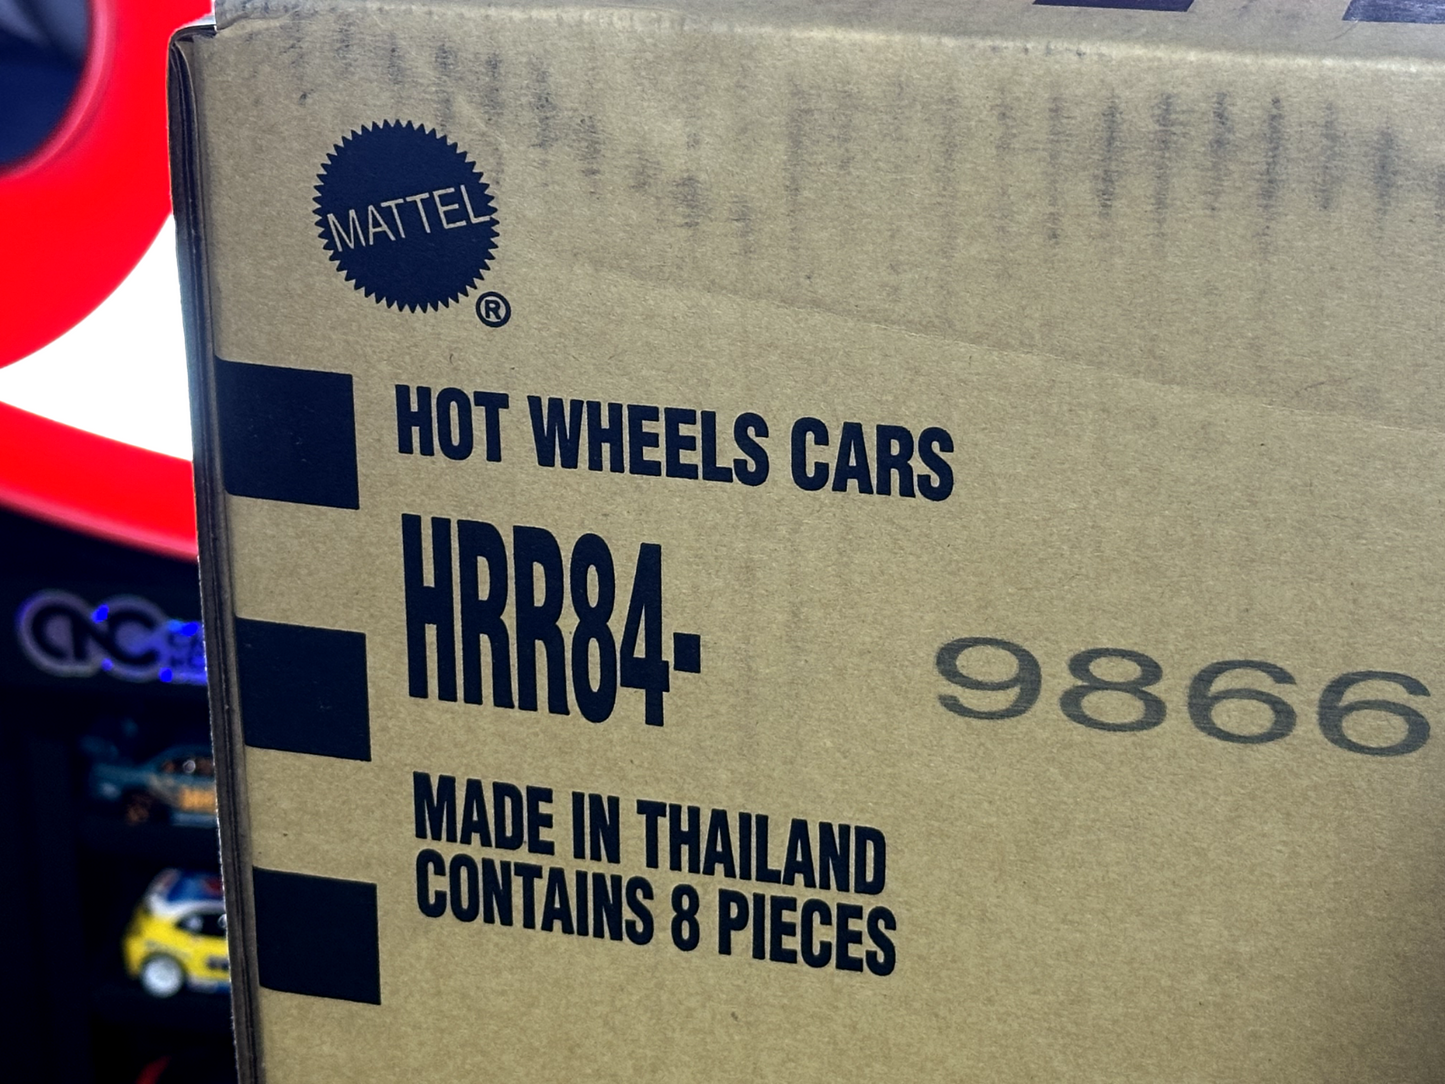 MATTEL
®
HOT WHEELS CARS
HRR84- 9866
MADE IN THAILAND
CONTAINS 8 PIECES